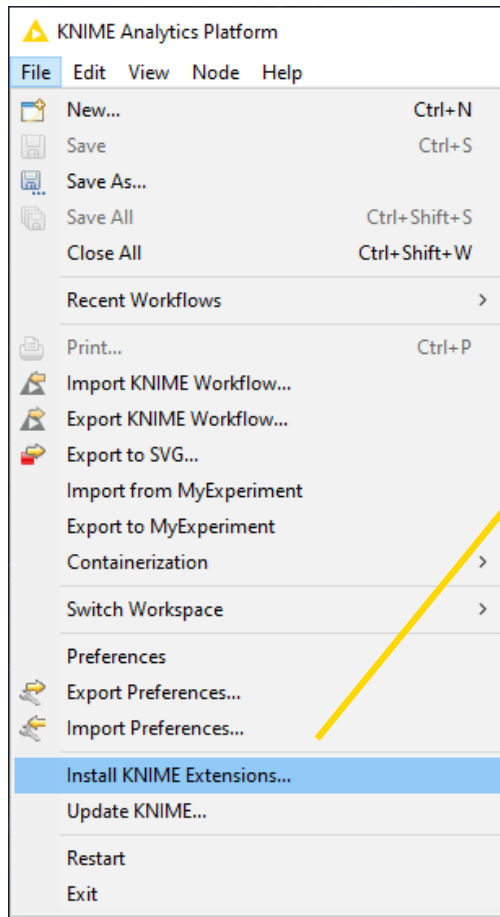 KNIME Analytics Platform
File Edit View Node Help
New... Ctrl+N
Save Ctrl+S
Save As...
Save All Ctrl+Shift+S
Close All Ctrl+Shift+W
Recent Workflows >
Print... Ctrl+P
Import KNIME Workflow...
Export KNIME Workflow...
Export to SVG...
Import from MyExperiment
Export to MyExperiment
Containerization >
Switch Workspace >
Preferences
Export Preferences...
Import Preferences...
Install KNIME Extensions...
Update KNIME...
Restart
Exit